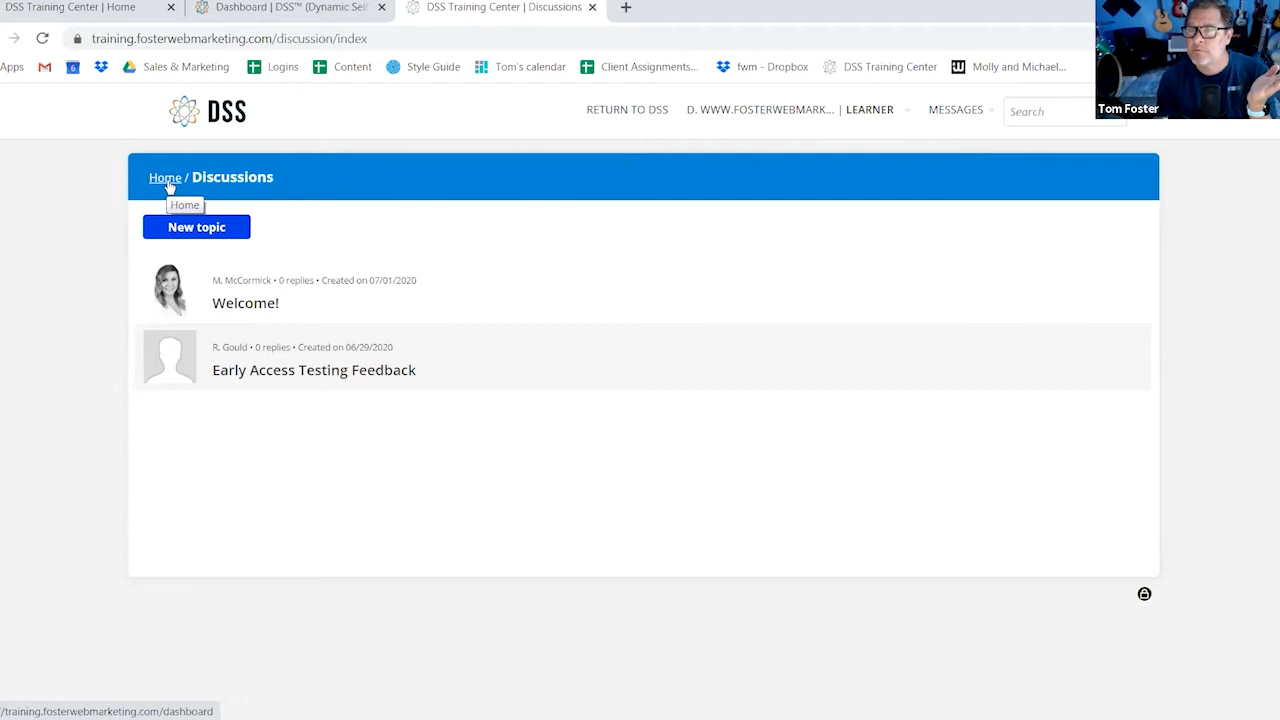 DSS Training Center | Home
Dashboard | DSS™ (Dynamic Sel
DSS Training Center | Discussions
training.fosterwebmarketing.com/discussion/index
Apps
6
Sales & Marketing
Logins
Content
Style Guide
Tom's calendar
Client Assignments...
fwm - Dropbox
DSS Training Center
Molly and Michael...
Tom Foster
DSS
RETURN TO DSS
D. WWW.FOSTERWEBMARK... | LEARNER
MESSAGES
Search
Home / Discussions
Home
New topic
M. McCormick • 0 replies • Created on 07/01/2020
Welcome!
R. Gould • 0 replies • Created on 06/29/2020
Early Access Testing Feedback
/training.fosterwebmarketing.com/dashboard